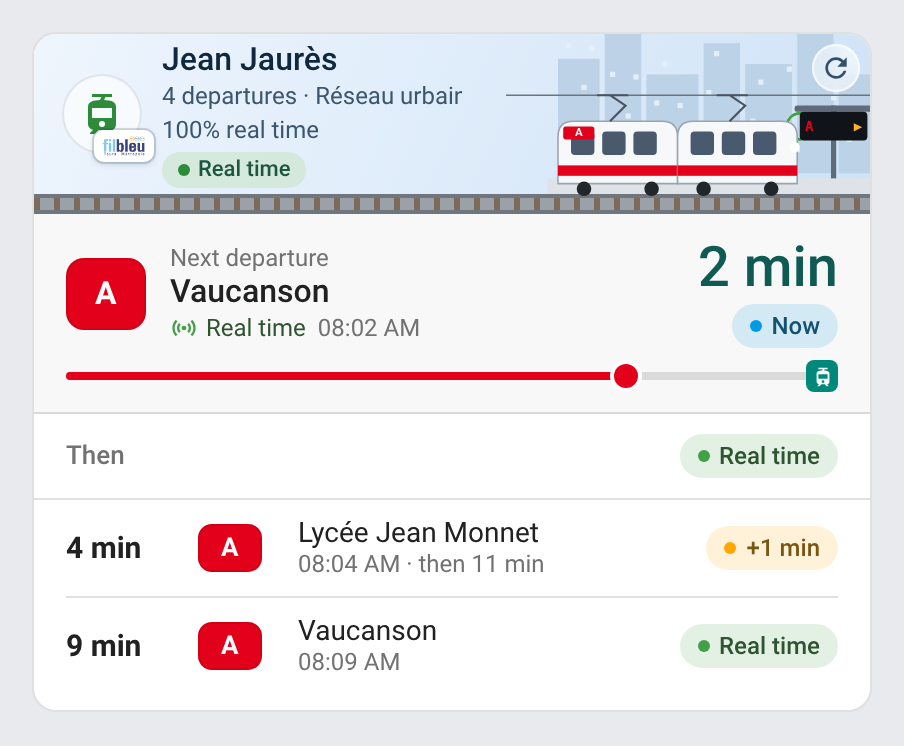 Jean Jaurès
4 departures · Réseau urbair
100% real time
filbleu
Real time
A
A
A
Next departure
Vaucanson
Real time 08:02 AM
2 min
Now
Then
Real time
4 min
A
Lycée Jean Monnet
08:04 AM · then 11 min
+1 min
9 min
A
Vaucanson
08:09 AM
Real time